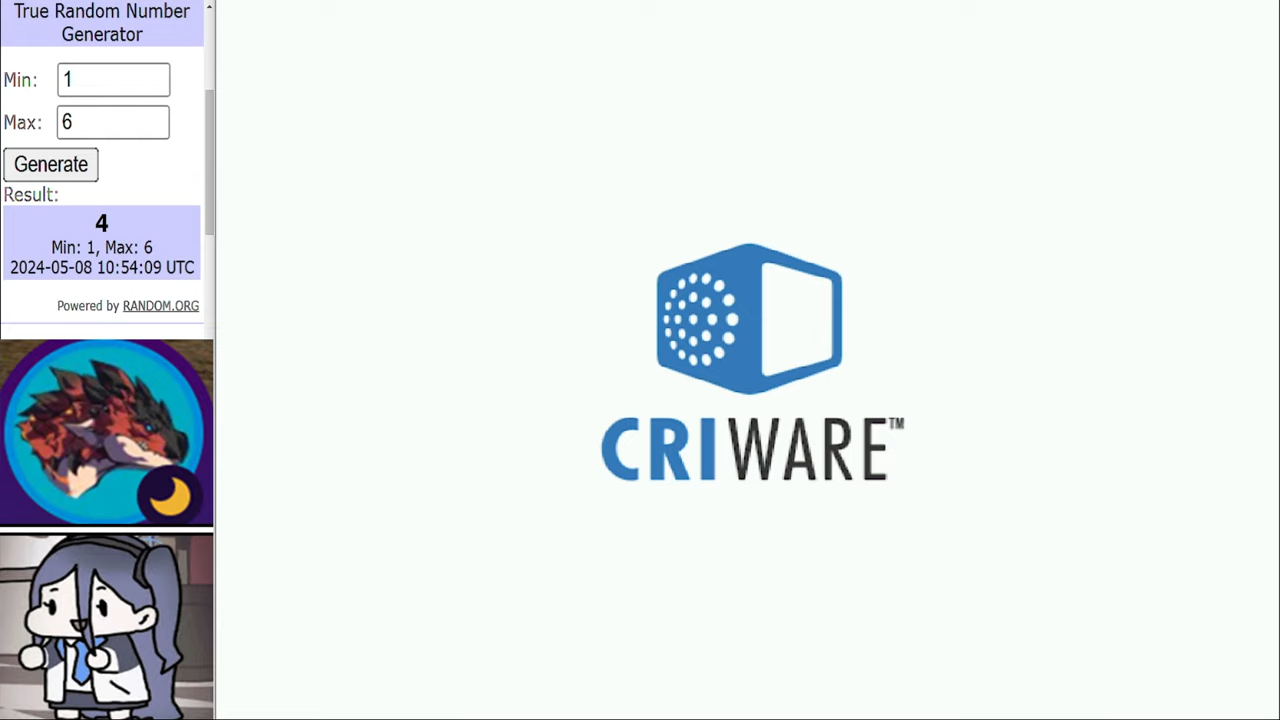 True Random Number
Generator
Min: 1
Max: 6
Generate
Result:
4
Min: 1, Max: 6
2024-05-08 10:54:09 UTC
Powered by RANDOM.ORG
CRIWARE™